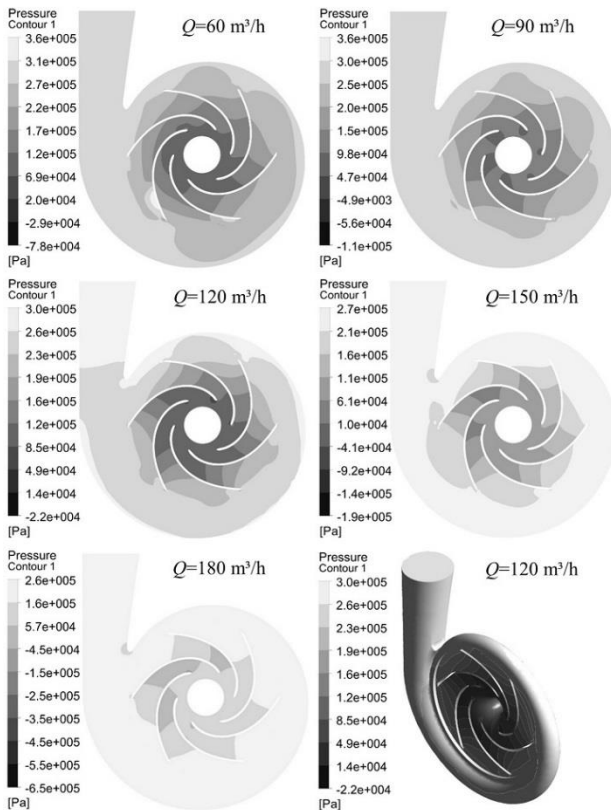 Pressure
Contour 1
Q=60 m³/h
3.6e+005
3.1e+005
2.7e+005
2.2e+005
1.7e+005
1.2e+005
6.9e+004
2.0e+004
-2.9e+004
-7.8e+004
[Pa]
Pressure
Contour 1
Q=90 m³/h
3.6e+005
3.1e+005
2.6e+005
2.0e+005
1.5e+005
9.8e+004
4.7e+004
-4.9e+003
-5.6e+004
-1.1e+005
[Pa]
Pressure
Contour 1
Q=120 m³/h
3.0e+005
2.6e+005
2.3e+005
1.9e+005
1.6e+005
1.2e+005
8.5e+004
4.9e+004
1.4e+004
-2.2e+004
[Pa]
Pressure
Contour 1
Q=150 m³/h
2.7e+005
2.1e+005
1.6e+005
1.1e+005
6.1e+004
1.0e+004
-4.1e+004
-9.2e+004
-1.4e+005
-1.9e+005
[Pa]
Pressure
Contour 1
Q=180 m³/h
2.6e+005
1.6e+005
5.7e+004
-4.5e+004
-1.5e+005
-2.5e+005
-3.5e+005
-4.5e+005
-5.5e+005
-6.5e+005
[Pa]
Pressure
Contour 1
Q=120 m³/h
3.0e+005
2.6e+005
2.3e+005
1.9e+005
1.6e+005
1.2e+005
8.5e+004
4.9e+004
1.4e+004
-2.2e+004
[Pa]